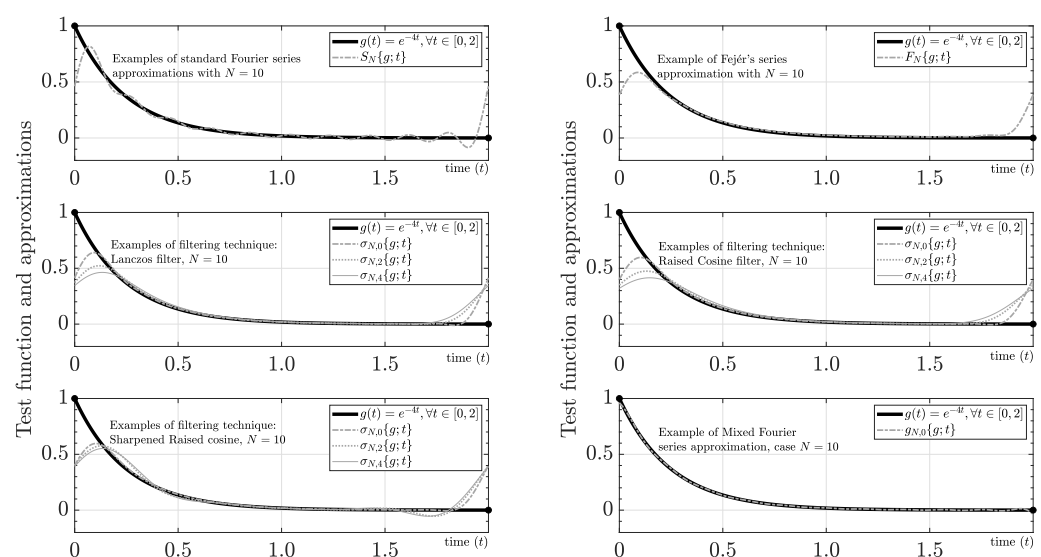 Test function and approximations
1
0.5
0
0
0.5
1.0
1.5
time (t)
Examples of standard Fourier series
approximations with N = 10
g(t) = e^{-4t}, ∀t ∈ [0, 2]
S_N{g; t}
1
0.5
0
0
0.5
1.0
1.5
time (t)
Examples of filtering technique:
Lanczos filter, N = 10
g(t) = e^{-4t}, ∀t ∈ [0, 2]
σ_{N,0}{g; t}
σ_{N,2}{g; t}
σ_{N,4}{g; t}
1
0.5
0
0
0.5
1.0
1.5
time (t)
Examples of filtering technique:
Sharpened Raised cosine, N = 10
g(t) = e^{-4t}, ∀t ∈ [0, 2]
σ_{N,0}{g; t}
σ_{N,2}{g; t}
σ_{N,4}{g; t}
Test function and approximations
1
0.5
0
0
0.5
1.0
1.5
time (t)
Example of Fejér's series
approximation with N = 10
g(t) = e^{-4t}, ∀t ∈ [0, 2]
F_N{g; t}
1
0.5
0
0
0.5
1.0
1.5
time (t)
Examples of filtering technique:
Raised Cosine filter, N = 10
g(t) = e^{-4t}, ∀t ∈ [0, 2]
σ_{N,0}{g; t}
σ_{N,2}{g; t}
σ_{N,4}{g; t}
1
0.5
0
0
0.5
1.0
1.5
time (t)
Example of Mixed Fourier
series approximation, case N = 10
g(t) = e^{-4t}, ∀t ∈ [0, 2]
g_{N,0}{g; t}